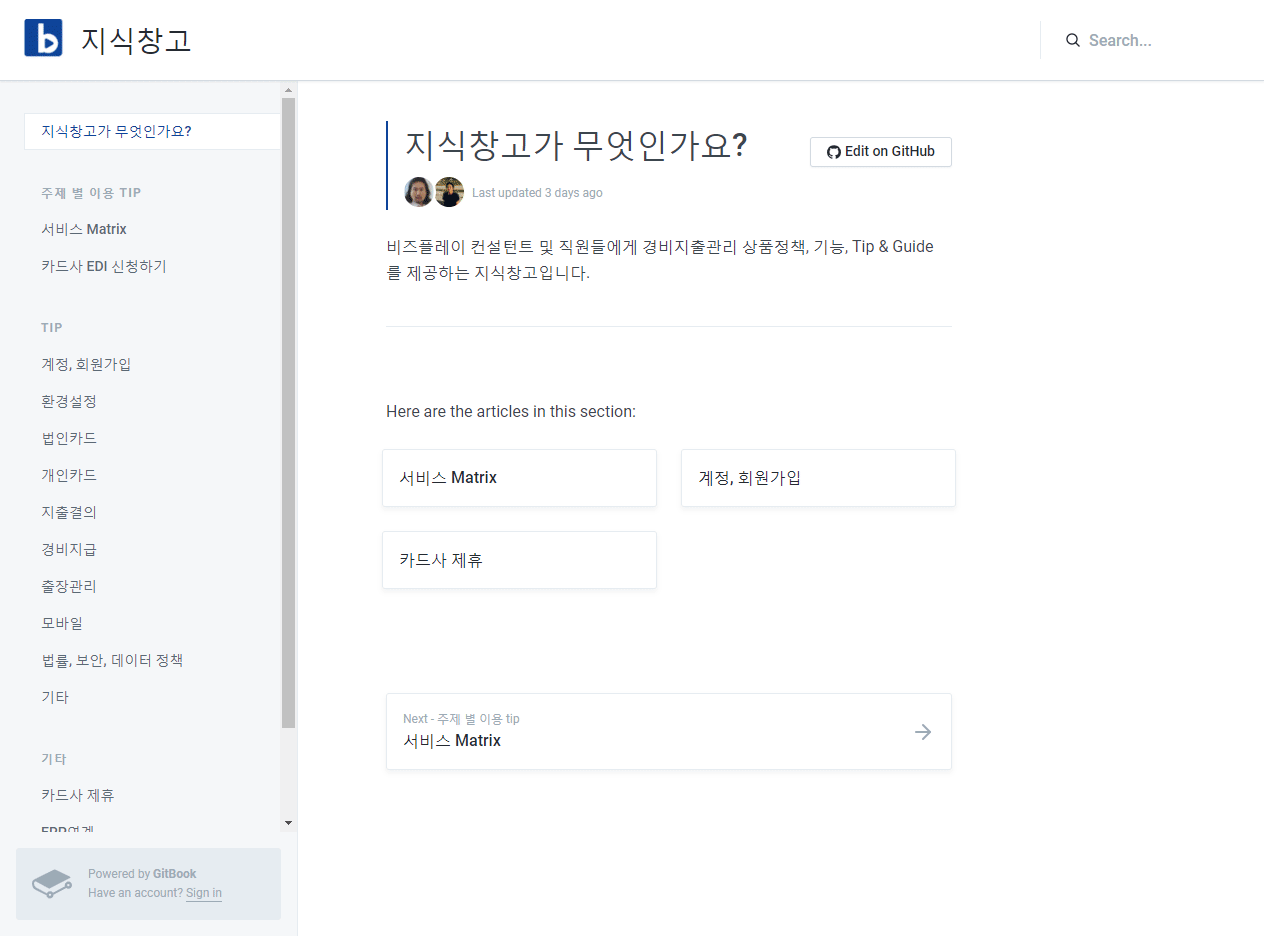 b 지식창고
Search...
지식창고가 무엇인가요?
주제 별 이용 TIP
서비스 Matrix
카드사 EDI 신청하기
TIP
계정, 회원가입
환경설정
법인카드
개인카드
지출결의
경비지급
출장관리
모바일
법률, 보안, 데이터 정책
기타
기타
카드사 제휴
ERP연계
Powered by GitBook
Have an account? Sign in
지식창고가 무엇인가요?
Edit on GitHub
Last updated 3 days ago
비즈플레이 컨설턴트 및 직원들에게 경비지출관리 상품정책, 기능, Tip & Guide
를 제공하는 지식창고입니다.
Here are the articles in this section:
서비스 Matrix
계정, 회원가입
카드사 제휴
Next - 주제 별 이용 tip
서비스 Matrix